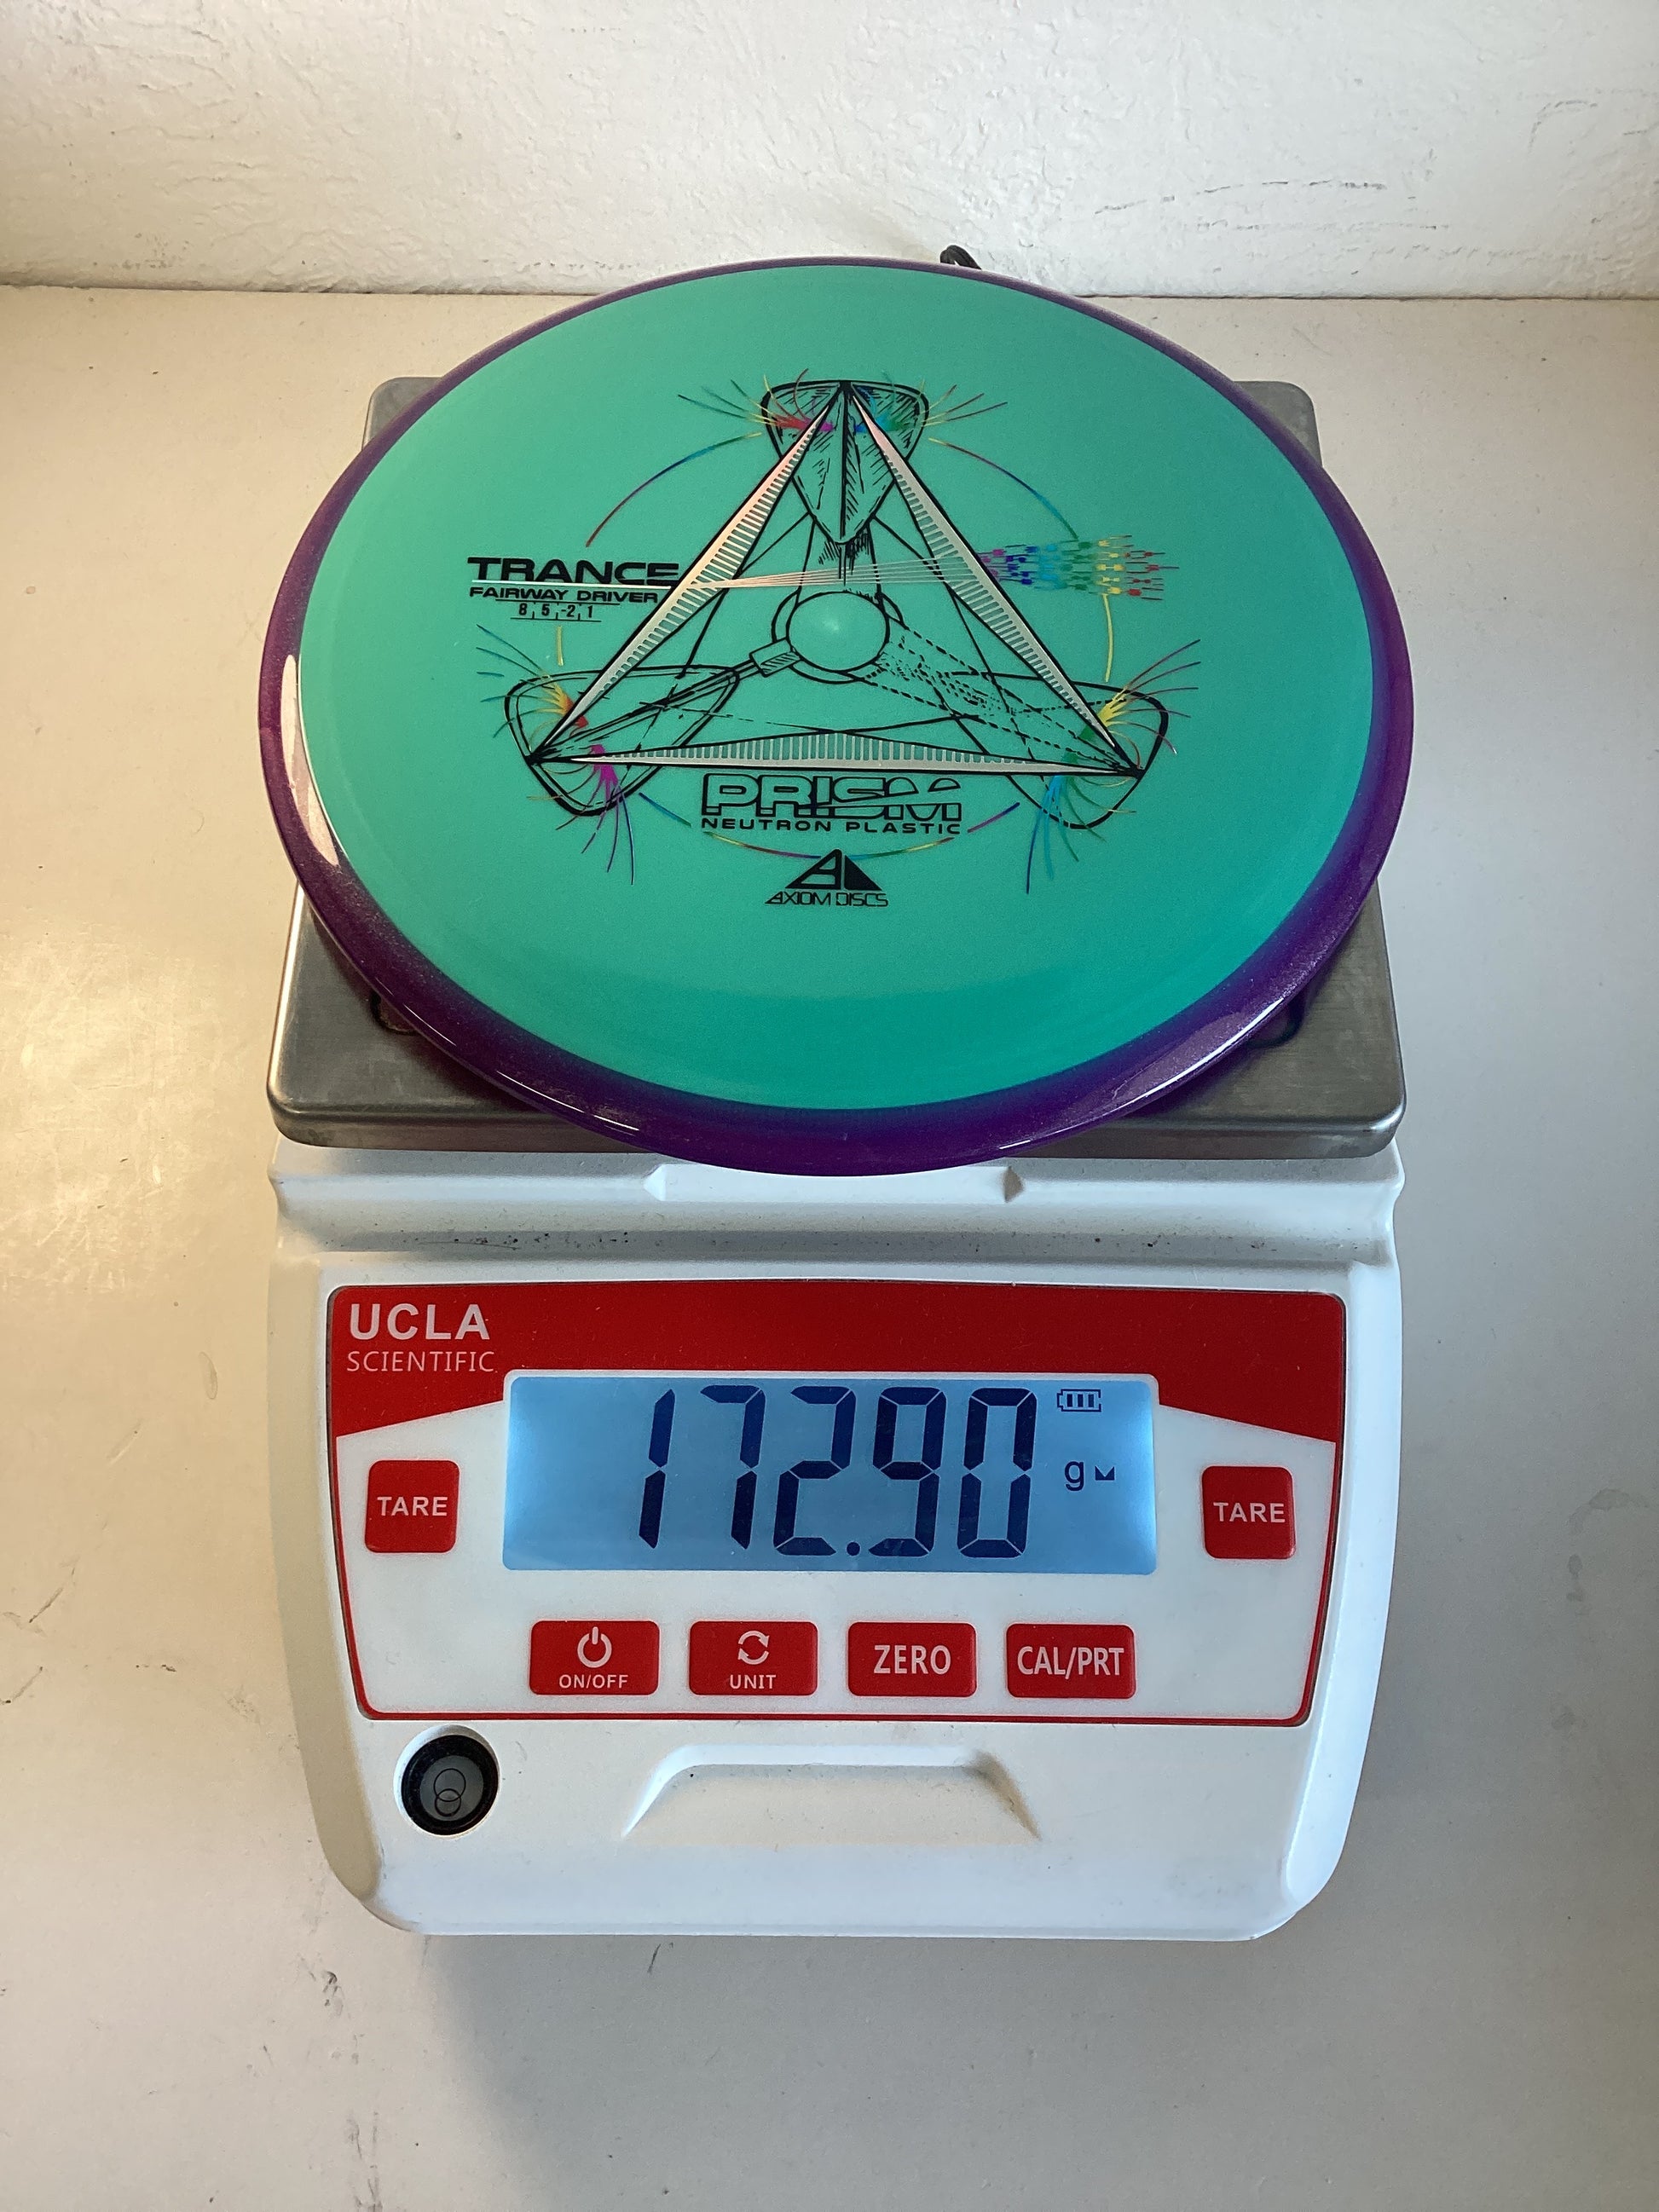 TRANCE
FAIRWAY DRIVER
8 5 -2 1
PRISM
NEUTRON PLASTIC
AXIOM DISCS
UCLA
SCIENTIFIC
172.90 g
TARE
TARE
ON/OFF
UNIT
ZERO
CAL/PRT